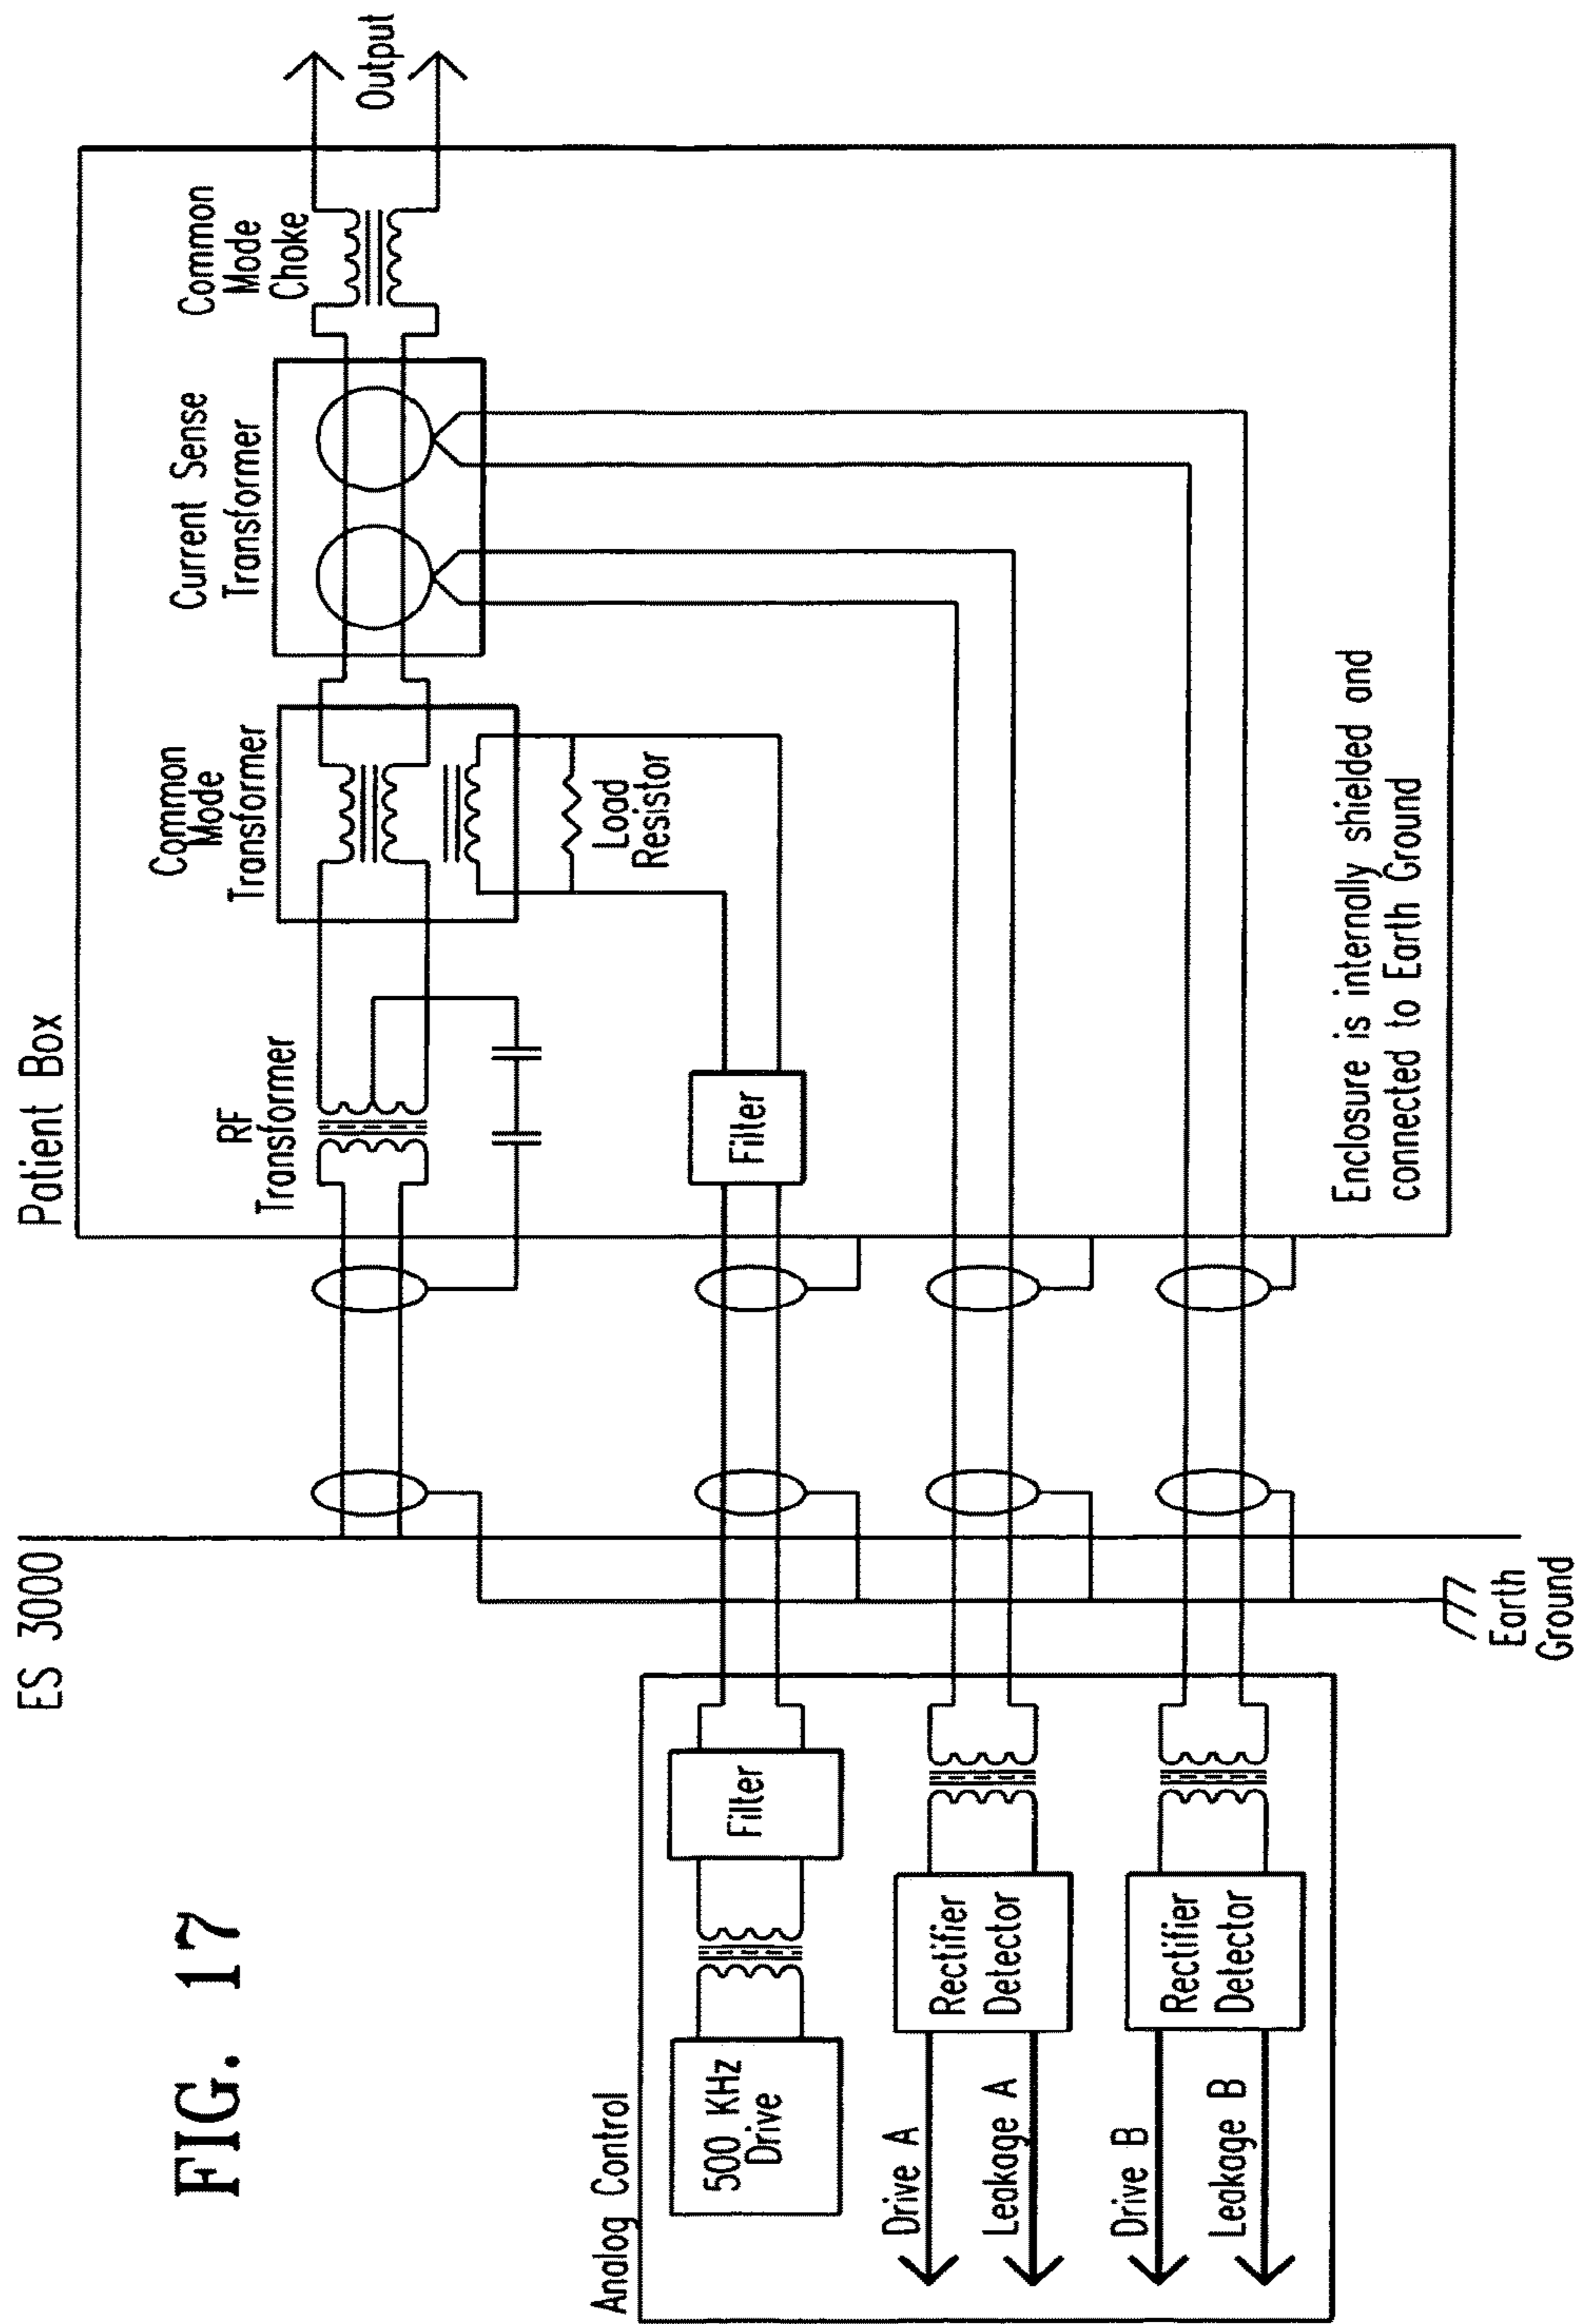 FIG. 17
ES 3000
Patient Box
Analog Control
500 KHz
Drive
Filter
Filter
RF
Transformer
Common
Mode
Transformer
Load
Resistor
Current Sense
Transformer
Common
Mode
Choke
Output
Drive A
Leakage A
Rectifier
Detector
Drive B
Leakage B
Rectifier
Detector
Earth
Ground
Enclosure is internally shielded and
connected to Earth Ground